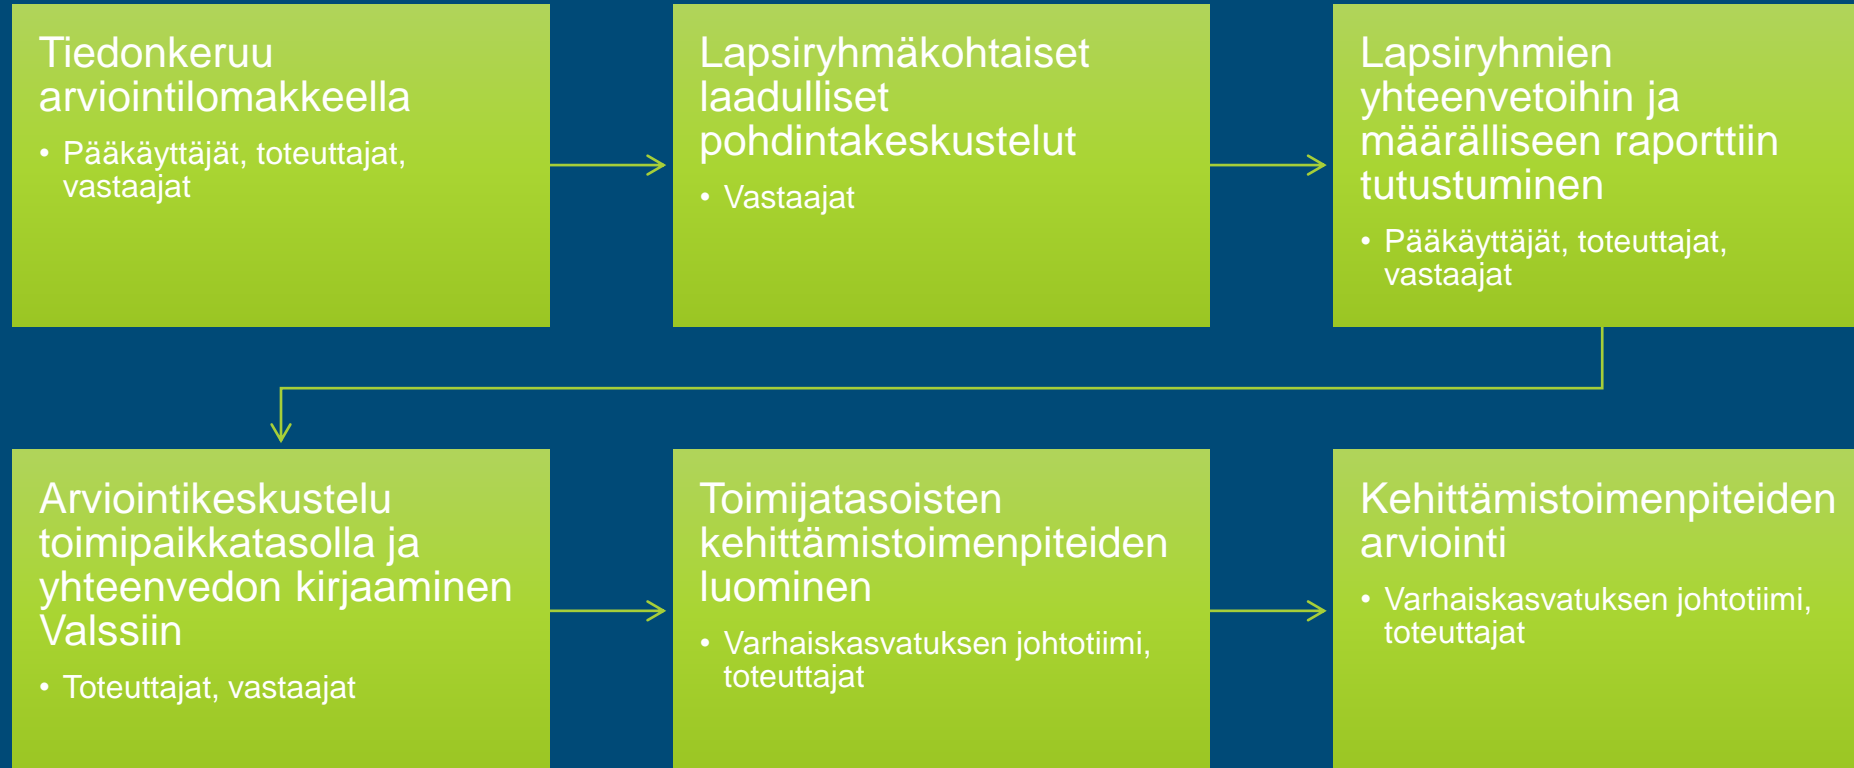 Tiedonkeruu
arviointilomakkeella
• Pääkäyttäjät, toteuttajat,
vastaajat
Lapsiryhmäkohtaiset
laadulliset
pohdintakeskustelut
• Vastaajat
Lapsiryhmien
yhteenvetoihin ja
määrälliseen raporttiin
tutustuminen
• Pääkäyttäjät, toteuttajat,
vastaajat
Arviointikeskustelu
toimipaikkatasolla ja
yhteenvedon kirjaaminen
Valssiin
• Toteuttajat, vastaajat
Toimijatasoisten
kehittämistoimenpiteiden
luominen
• Varhaiskasvatuksen johtotiimi,
toteuttajat
Kehittämistoimenpiteiden
arviointi
• Varhaiskasvatuksen johtotiimi,
toteuttajat